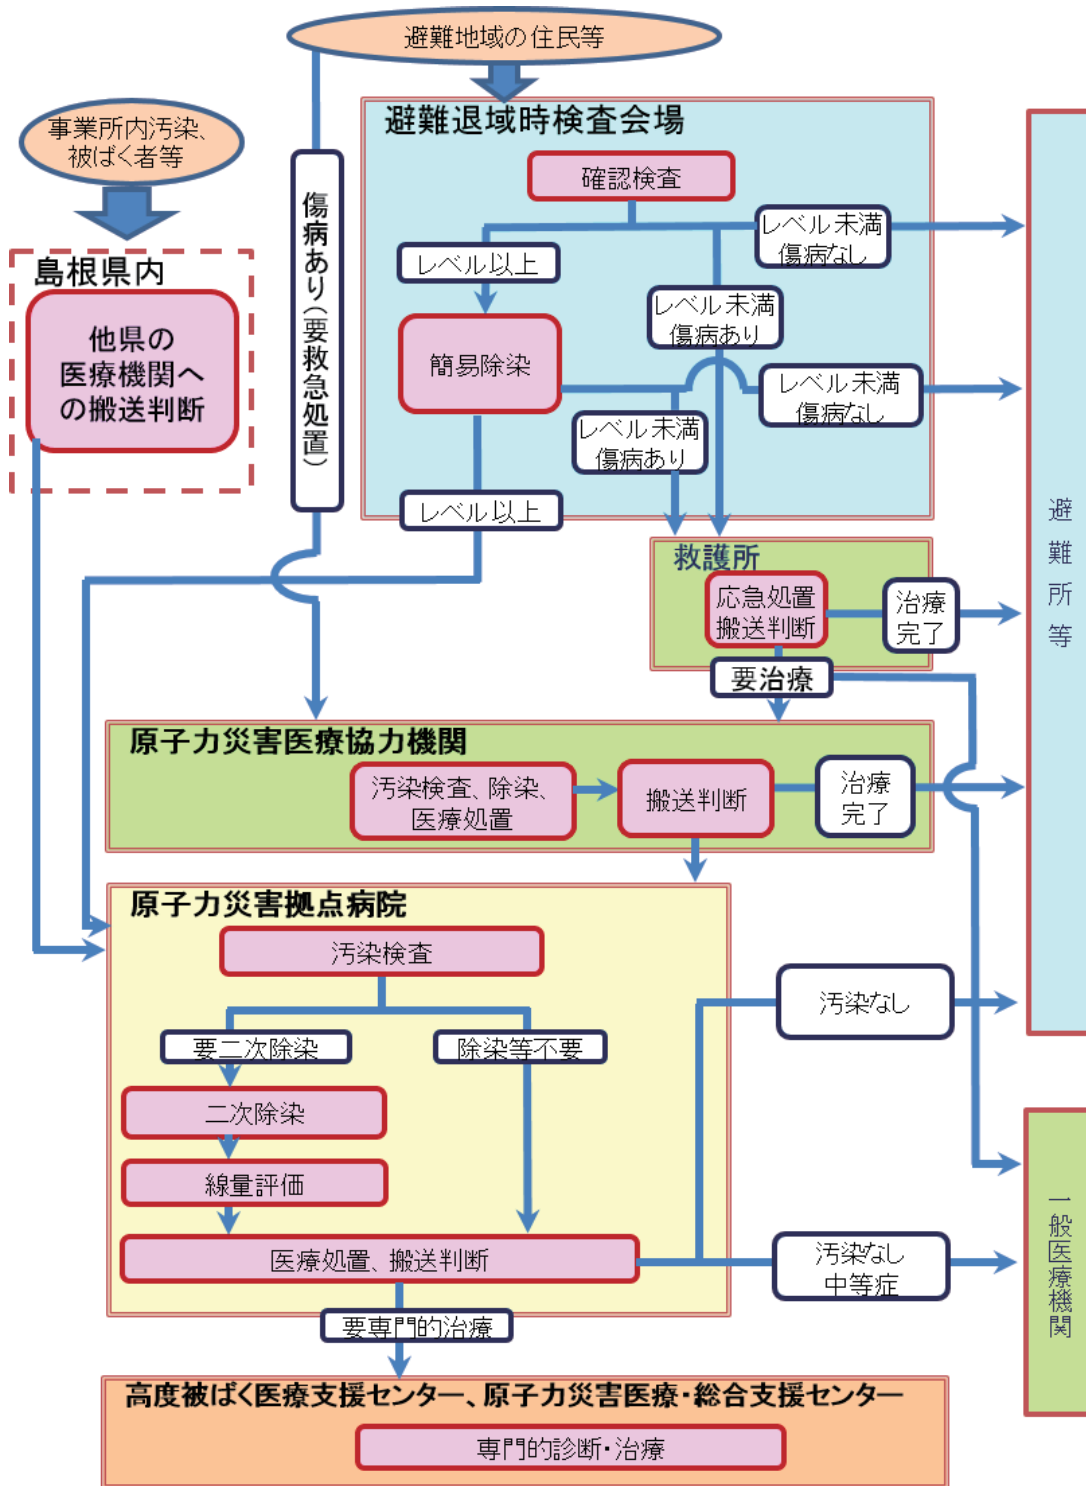 避難地域の住民等
事業所内汚染、
被ばく者等
避難退域時検査会場
確認検査
レベル未満
傷病なし
レベル以上
傷病あり(要救急処置)
島根県内
他県の
医療機関へ
の搬送判断
レベル未満
傷病あり
簡易除染
レベル未満
傷病なし
レベル未満
傷病あり
レベル以上
避難所等
救護所
応急処置
搬送判断
治療
完了
要治療
原子力災害医療協力機関
汚染検査、除染、
医療処置
搬送判断
治療
完了
原子力災害拠点病院
汚染検査
汚染なし
要二次除染
除染等不要
二次除染
線量評価
医療処置、搬送判断
汚染なし
中等症
一般医療機関
要専門的治療
高度被ばく医療支援センター、原子力災害医療・総合支援センター
専門的診断・治療